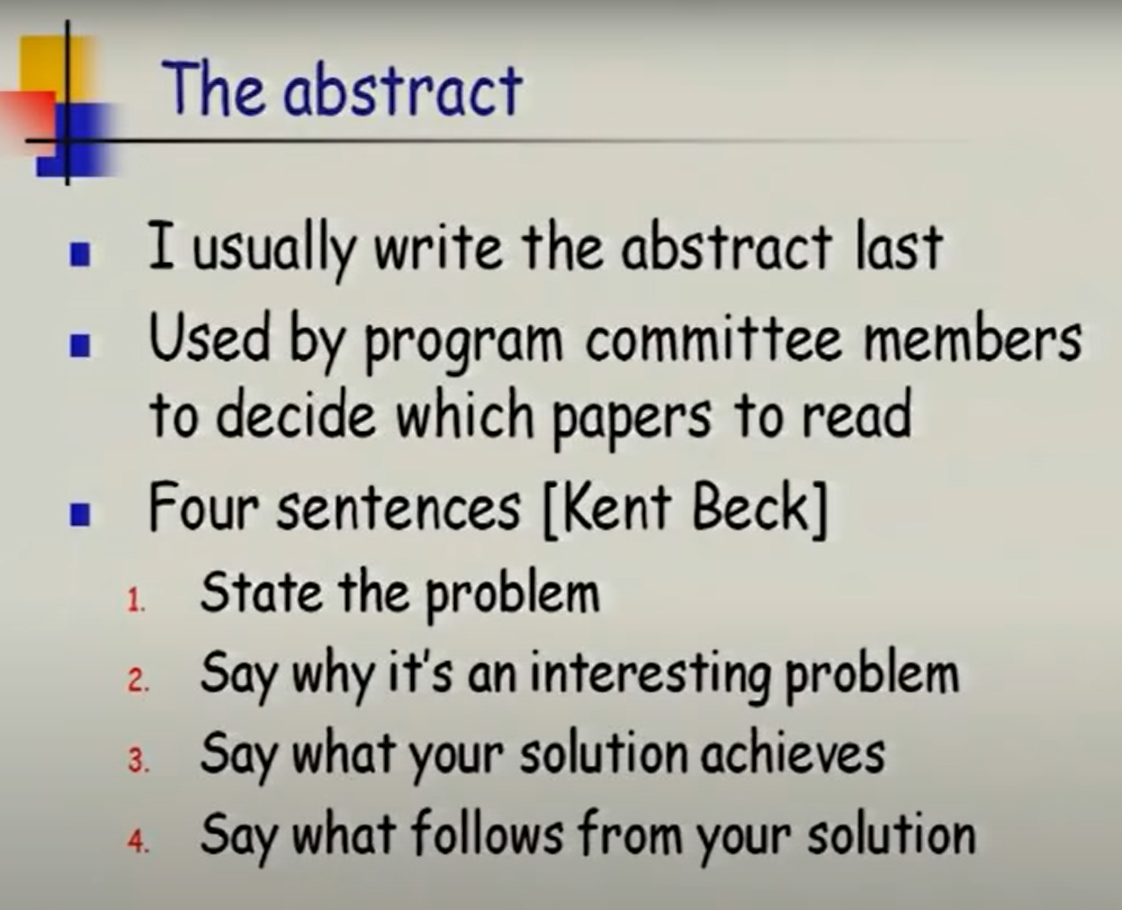 The abstract
I usually write the abstract last
Used by program committee members
to decide which papers to read
Four sentences [Kent Beck]
1. State the problem
2. Say why it's an interesting problem
3. Say what your solution achieves
4. Say what follows from your solution